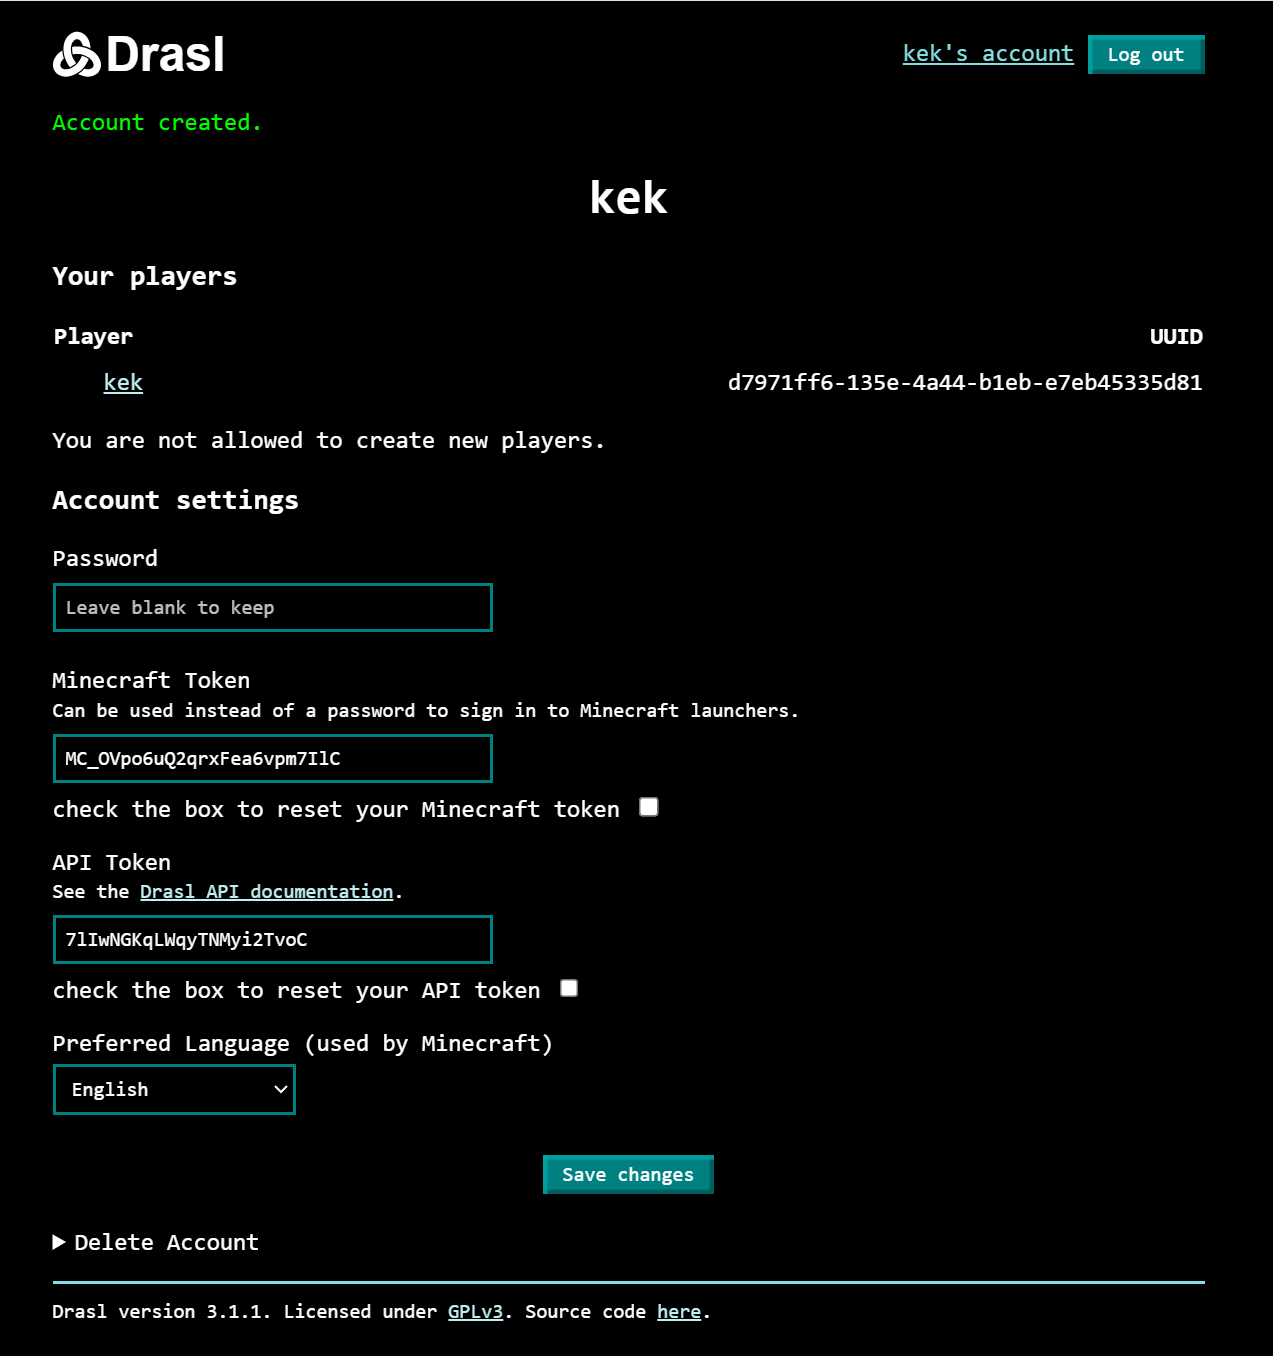 Drasl
kek's account Log out
Account created.
kek
Your players
Player UUID
kek d7971ff6-135e-4a44-b1eb-e7eb45335d81
You are not allowed to create new players.
Account settings
Password
Leave blank to keep
Minecraft Token
Can be used instead of a password to sign in to Minecraft launchers.
MC_OVpo6uQ2qrxFea6vpm7IlC
check the box to reset your Minecraft token
API Token
See the Drasl API documentation.
7lIwNGKqLWqyTNMyi2TvoC
check the box to reset your API token
Preferred Language (used by Minecraft)
English
Save changes
Delete Account
Drasl version 3.1.1. Licensed under GPLv3. Source code here.